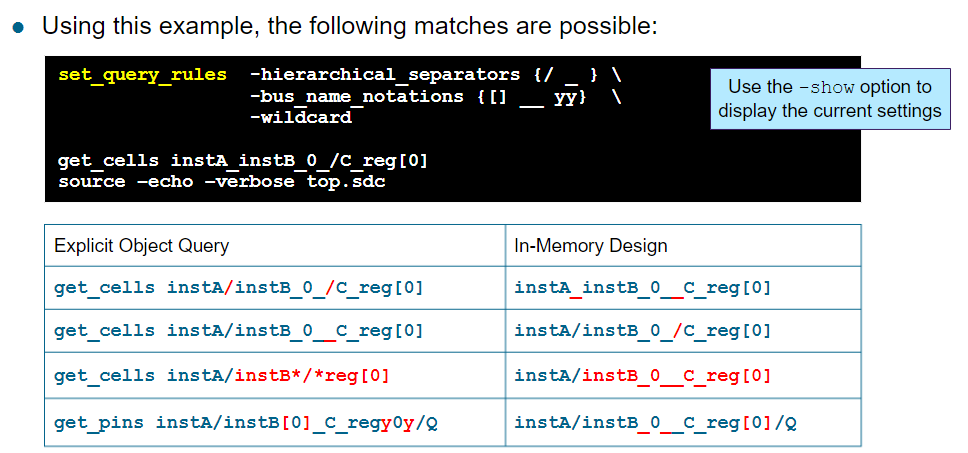 Using this example, the following matches are possible:
set_query_rules -hierarchical_separators {/ _ } \
-bus_name_notations {[] __ yy} \
-wildcard
Use the -show option to
display the current settings
get_cells instA_instB_0_/C_reg[0]
source –echo –verbose top.sdc
Explicit Object Query In-Memory Design
get_cells instA/instB_0_/C_reg[0] instA_instB_0__C_reg[0]
get_cells instA/instB_0__C_reg[0] instA/instB_0_/C_reg[0]
get_cells instA/instB*/*reg[0] instA/instB_0__C_reg[0]
get_pins instA/instB[0]_C_regy0y/Q instA/instB_0__C_reg[0]/Q